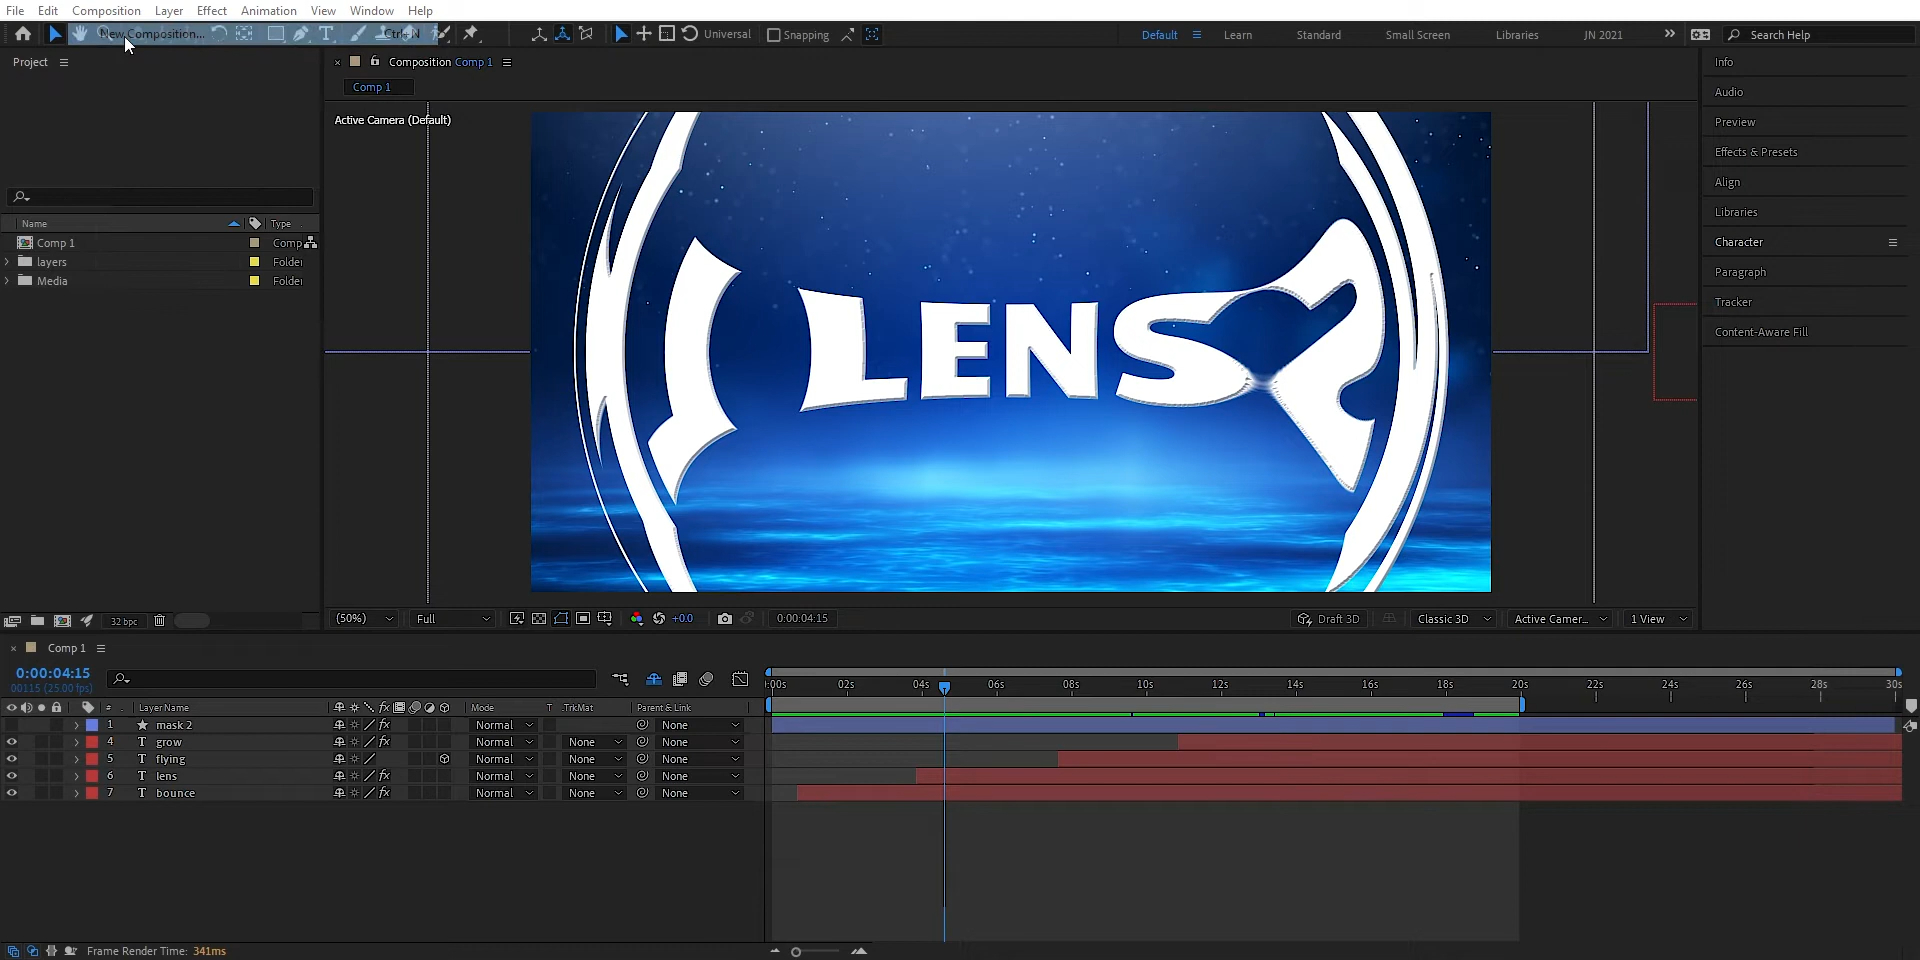 File Edit Composition Layer Effect Animation View Window Help
New Composition... Ctrl+N
Universal Snapping Default Learn Standard Small Screen Libraries JN 2021 Search Help
Project
Composition Comp 1
Comp 1
Active Camera (Default)
Name Type
Comp 1 Comp
layers Folder
Media Folder
LENS
32 bpc
(50%) Full +0.0 0:00:04:15 Draft 3D Classic 3D Active Camer... 1 View
Info
Audio
Preview
Effects & Presets
Align
Libraries
Character
Paragraph
Tracker
Content-Aware Fill
Comp 1
0:00:04:15
00115 (25.00 fps)
:00s 02s 04s 06s 08s 10s 12s 14s 16s 18s 20s 22s 24s 26s 28s 30s
# Layer Name Mode T .TrkMat Parent & Link
1 mask 2 Normal None
4 grow Normal None None
5 flying Normal None None
6 lens Normal None None
7 bounce Normal None None
Frame Render Time: 341ms